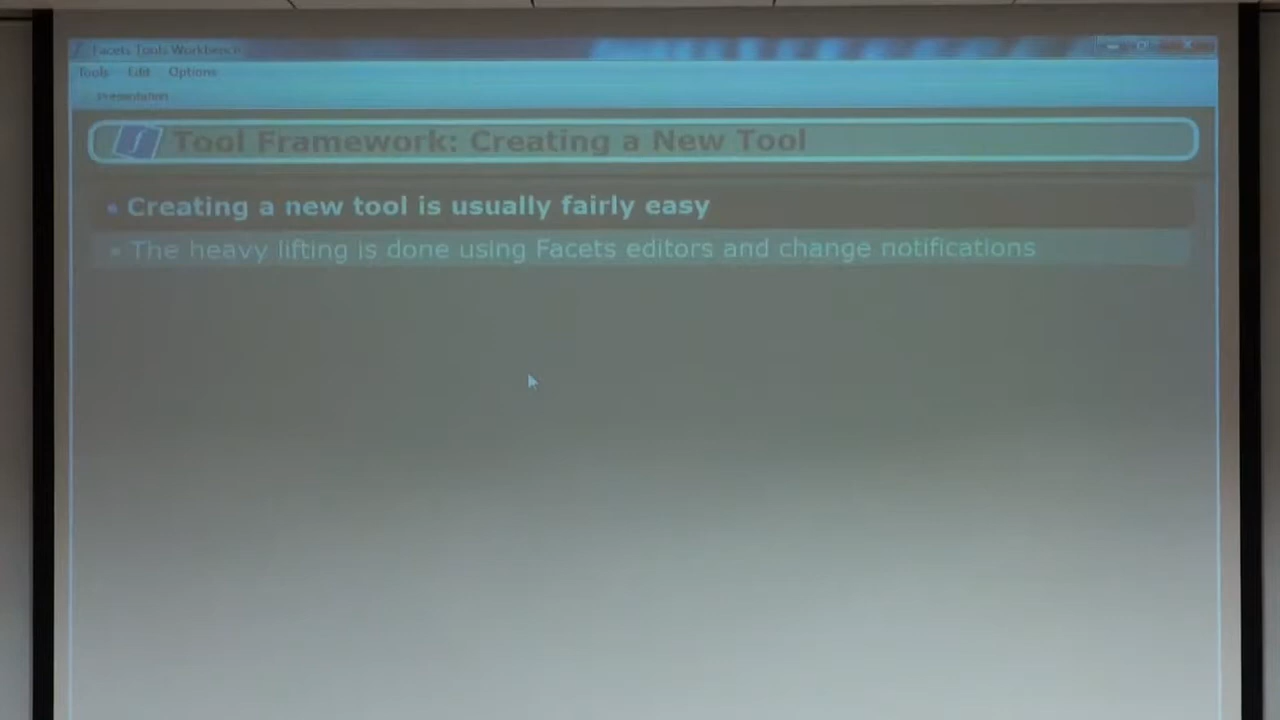 Facets Tools Workbench
Tools Edit Options
Presentation
Tool Framework: Creating a New Tool
• Creating a new tool is usually fairly easy
• The heavy lifting is done using Facets editors and change notifications